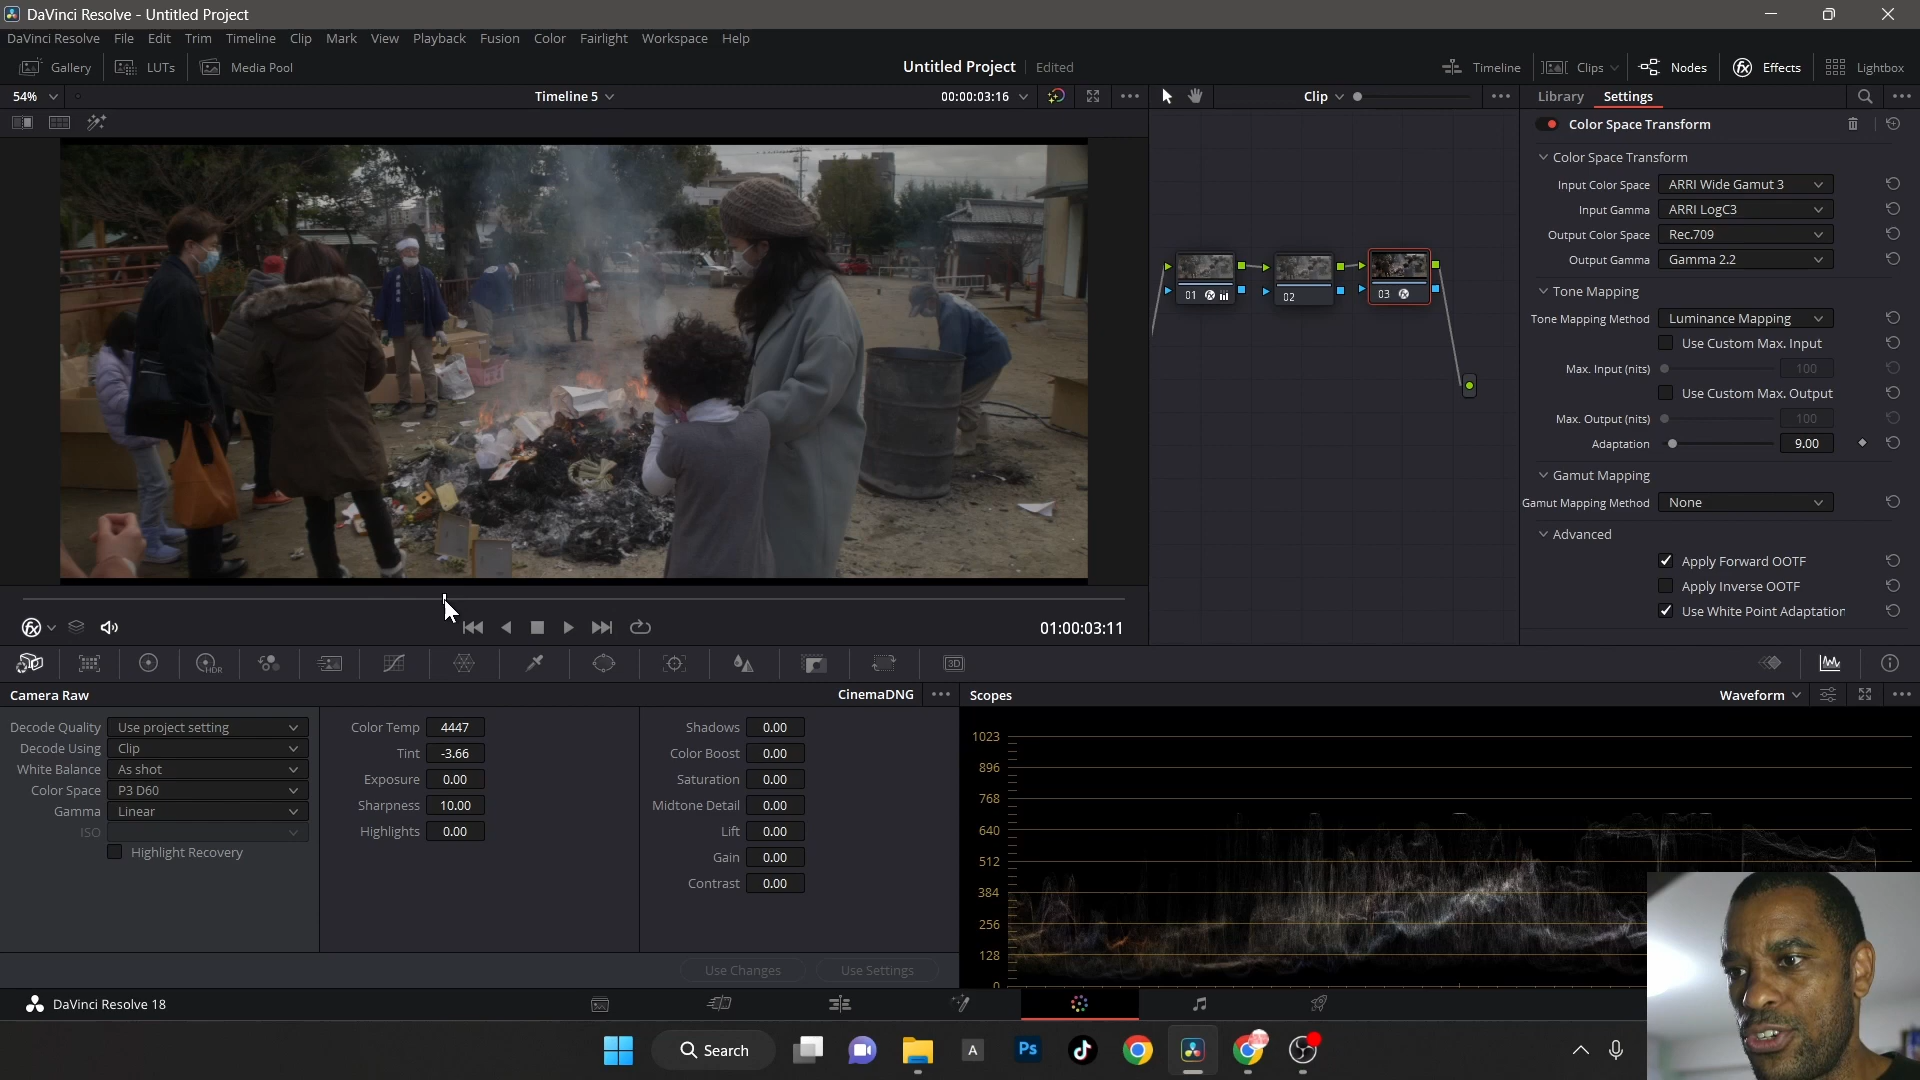 DaVinci Resolve - Untitled Project
DaVinci Resolve File Edit Trim Timeline Clip Mark View Playback Fusion Color Fairlight Workspace Help
Gallery LUTs Media Pool Untitled Project Edited Timeline Clips Nodes Effects Lightbox
54% Timeline 5 00:00:03:16 Clip Library Settings
Color Space Transform
Color Space Transform
Input Color Space ARRI Wide Gamut 3
Input Gamma ARRI LogC3
Output Color Space Rec.709
Output Gamma Gamma 2.2
01 02 03
Tone Mapping
Tone Mapping Method Luminance Mapping
Use Custom Max. Input
Max. Input (nits) 100
Use Custom Max. Output
Max. Output (nits) 100
Adaptation 9.00
Gamut Mapping
Gamut Mapping Method None
Advanced
Apply Forward OOTF
Apply Inverse OOTF
Use White Point Adaptation
01:00:03:11
HDR 3D
Camera Raw CinemaDNG Scopes Waveform
Decode Quality Use project setting Color Temp 4447 Shadows 0.00
Decode Using Clip Tint -3.66 Color Boost 0.00
White Balance As shot Exposure 0.00 Saturation 0.00
Color Space P3 D60 Sharpness 10.00 Midtone Detail 0.00
Gamma Linear Highlights 0.00 Lift 0.00
ISO Gain 0.00
Highlight Recovery Contrast 0.00
1023
896
768
640
512
384
256
128
0
Use Changes Use Settings
DaVinci Resolve 18
Search A Ps